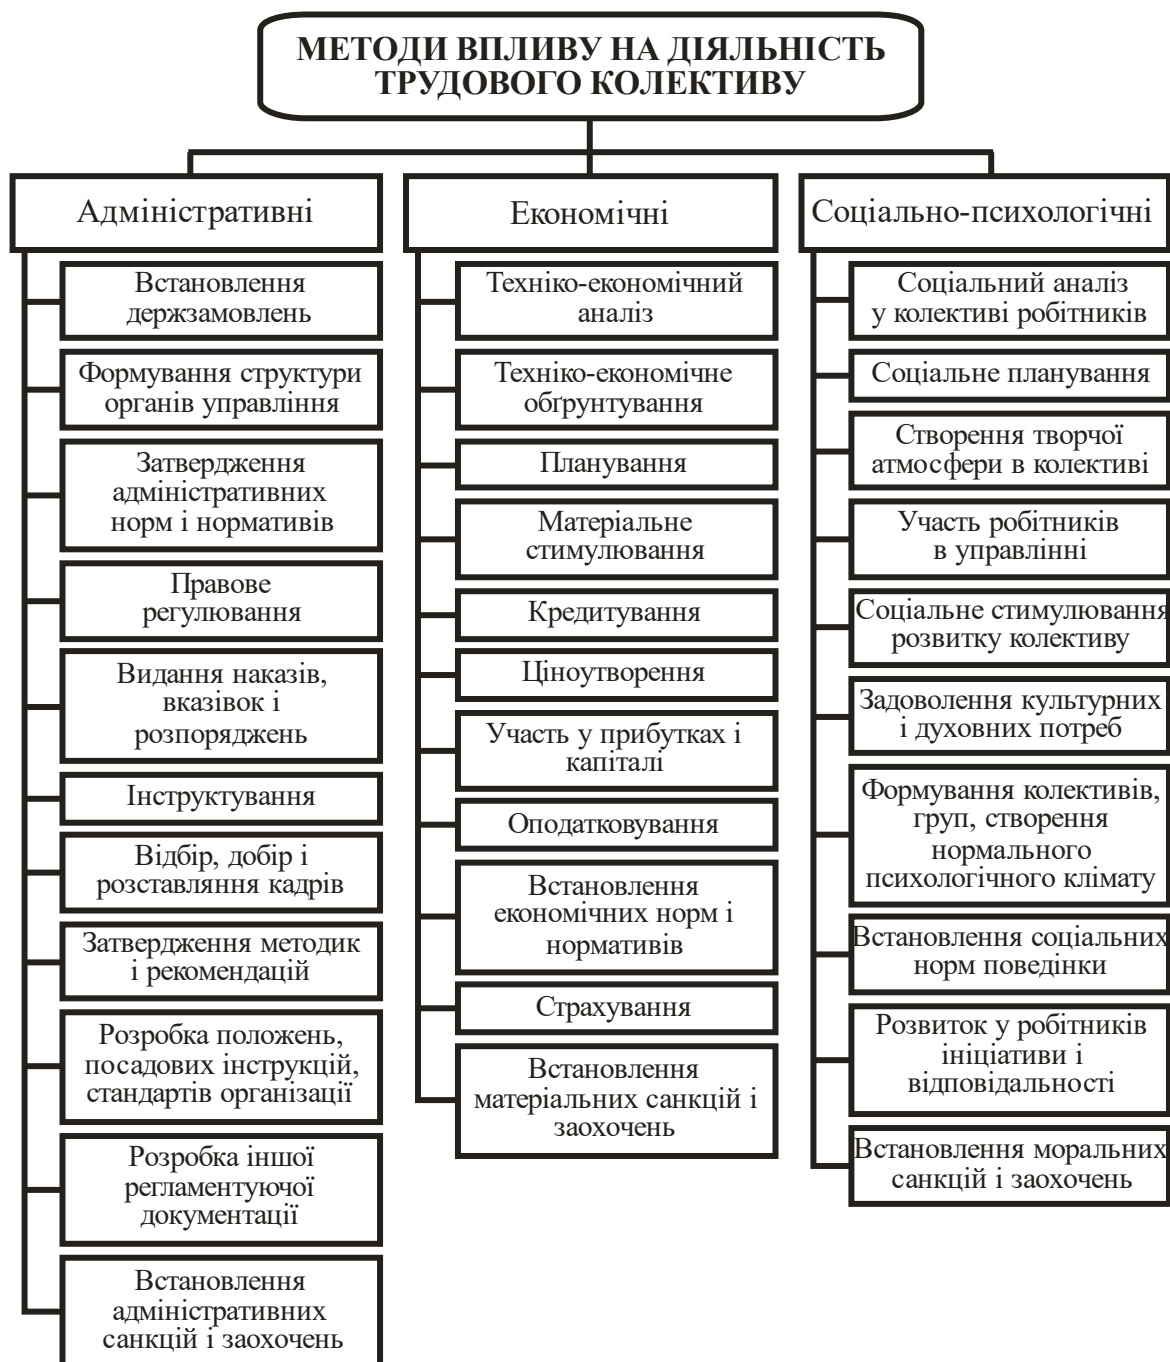 МЕТОДИ ВПЛИВУ НА ДІЯЛЬНІСТЬ
ТРУДОВОГО КОЛЕКТИВУ
Адміністративні
Встановлення
держзамовлень
Формування структури
органів управління
Затвердження
адміністративних
норм і нормативів
Правове
регулювання
Видання наказів,
вказівок і
розпоряджень
Інструктування
Відбір, добір і
розставляння кадрів
Затвердження методик
і рекомендацій
Розробка положень,
посадових інструкцій,
стандартів організації
Розробка іншої
регламентуючої
документації
Встановлення
адміністративних
санкцій і заохочень
Економічні
Техніко-економічний
аналіз
Техніко-економічне
обґрунтування
Планування
Матеріальне
стимулювання
Кредитування
Ціноутворення
Участь у прибутках і
капіталі
Оподатковування
Встановлення
економічних норм і
нормативів
Страхування
Встановлення
матеріальних санкцій і
заохочень
Соціально-психологічні
Соціальний аналіз
у колективі робітників
Соціальне планування
Створення творчої
атмосфери в колективі
Участь робітників
в управлінні
Соціальне стимулювання
розвитку колективу
Задоволення культурних
і духовних потреб
Формування колективів,
груп, створення
нормального
психологічного клімату
Встановлення соціальних
норм поведінки
Розвиток у робітників
ініціативи і
відповідальності
Встановлення моральних
санкцій і заохочень